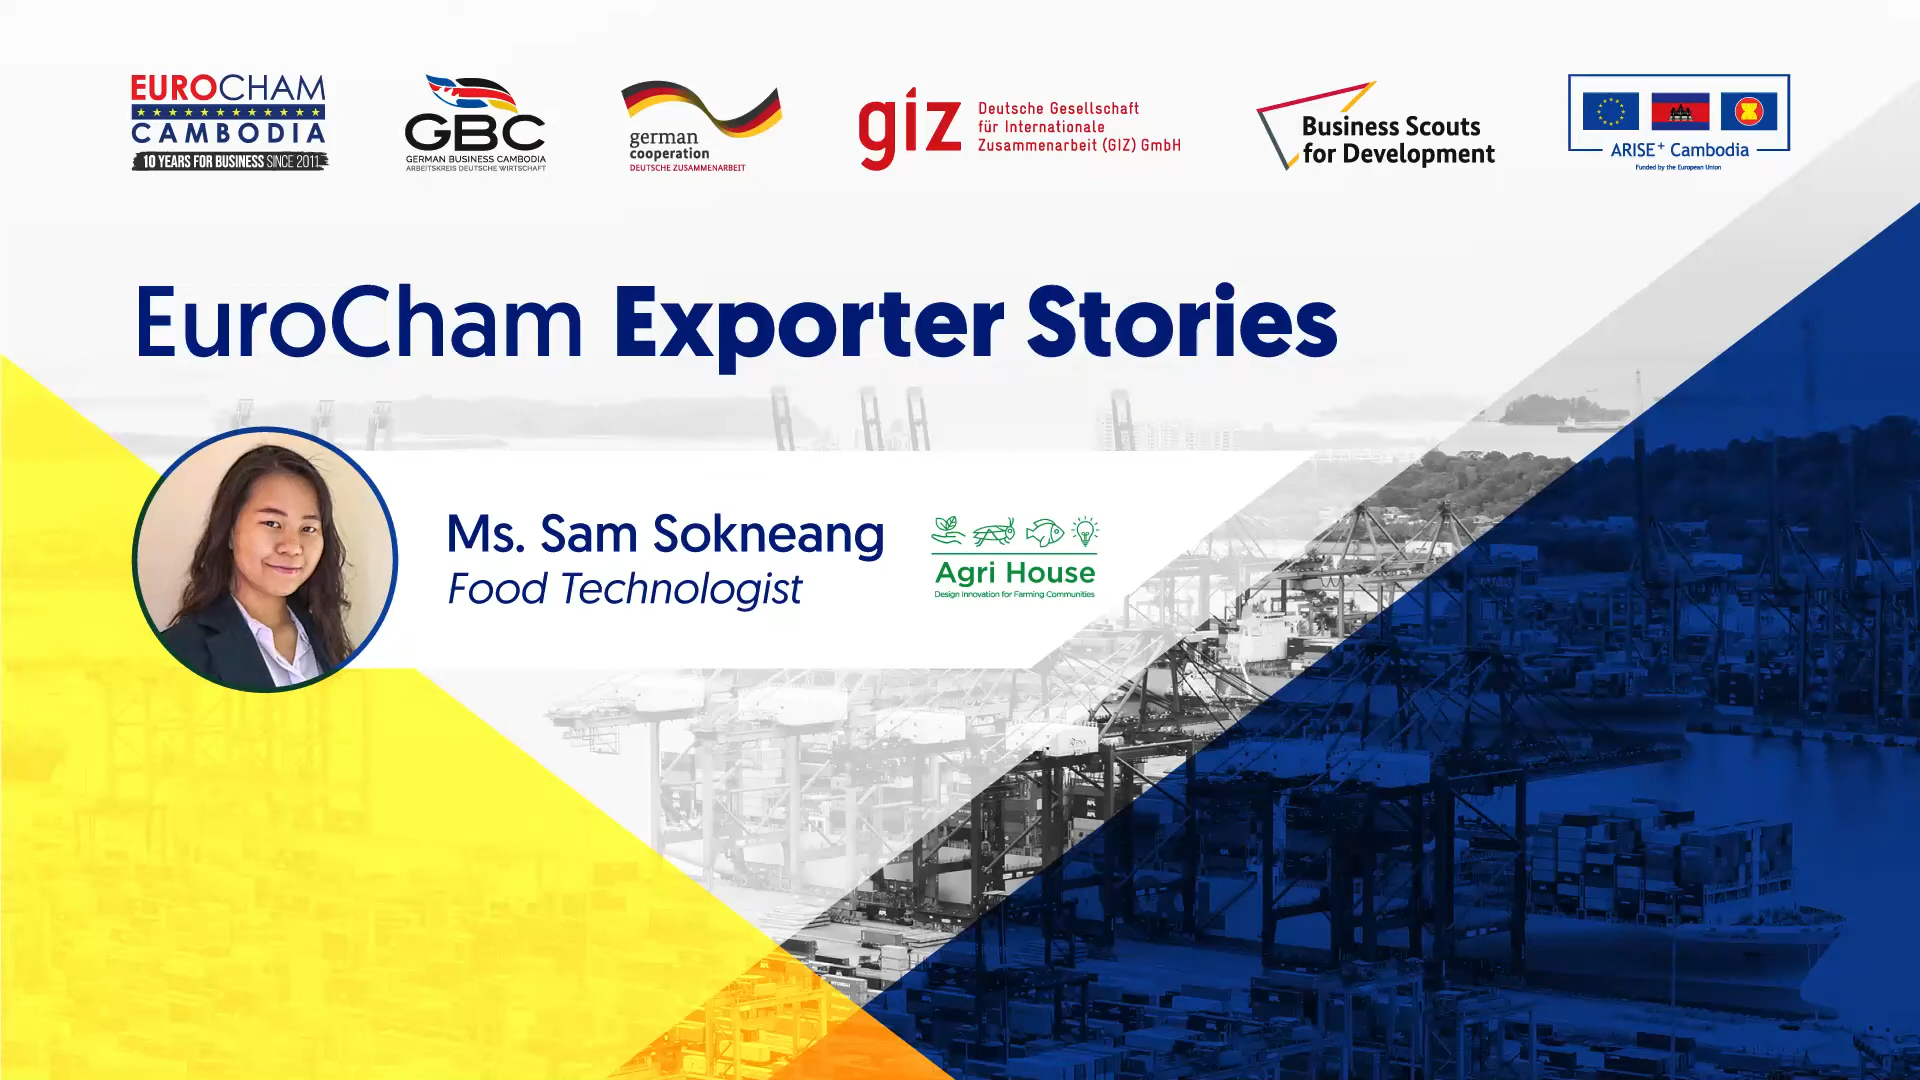 EUROCHAM
CAMBODIA
10 YEARS FOR BUSINESS SINCE 2011
GBC
GERMAN BUSINESS CAMBODIA
ARBEITSKREIS DEUTSCHE WIRTSCHAFT
german
cooperation
DEUTSCHE ZUSAMMENARBEIT
giz
Deutsche Gesellschaft
für Internationale
Zusammenarbeit (GIZ) GmbH
Business Scouts
for Development
ARISE+ Cambodia
Funded by the European Union
EuroCham Exporter Stories
Ms. Sam Sokneang
Food Technologist
Agri House
Design Innovation for Farming Communities